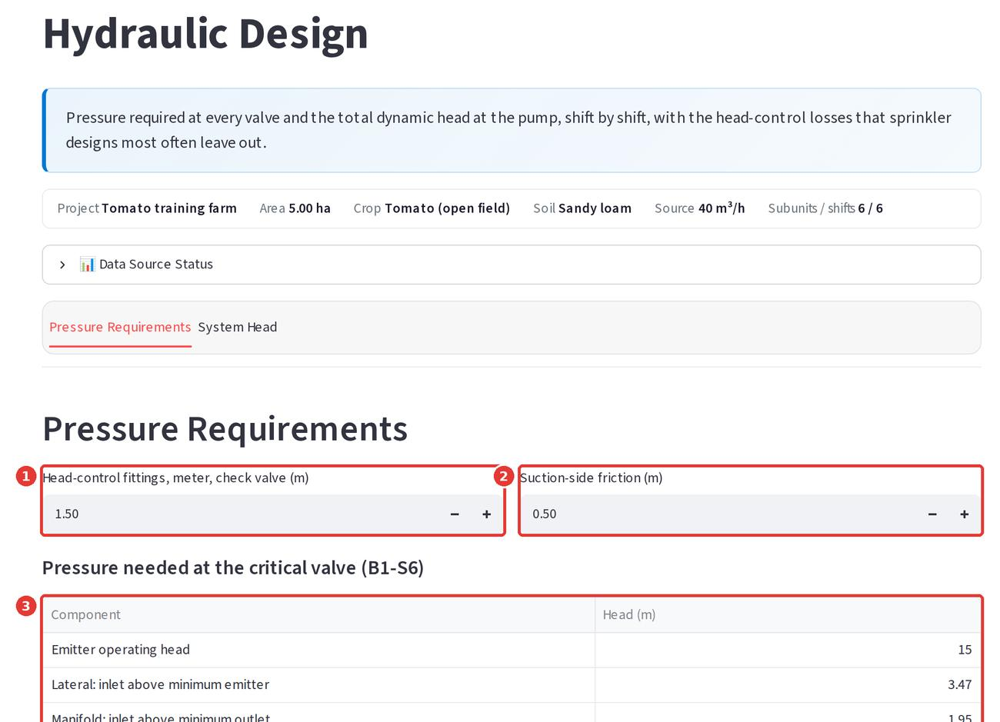 Hydraulic Design
Pressure required at every valve and the total dynamic head at the pump, shift by shift, with the head-control losses that sprinkler
designs most often leave out.
Project Tomato training farm Area 5.00 ha Crop Tomato (open field) Soil Sandy loam Source 40 m³/h Subunits / shifts 6 / 6
Data Source Status
Pressure Requirements System Head
Pressure Requirements
1 Head-control fittings, meter, check valve (m) 2 Suction-side friction (m)
1.50 − + 0.50 − +
Pressure needed at the critical valve (B1-S6)
3
Component Head (m)
Emitter operating head 15
Lateral: inlet above minimum emitter 3.47
Manifold: inlet above minimum outlet 1.95